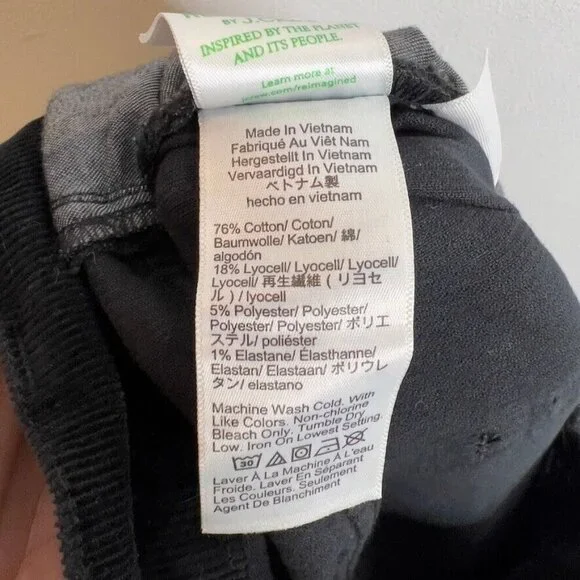 BY J.CREW
INSPIRED BY THE PLANET
AND ITS PEOPLE.
Learn more at
jcrew.com/reimagined
Made In Vietnam
Fabriqué Au Viêt Nam
Hergestellt In Vietnam
Vervaardigd In Vietnam
ベトナム製
hecho en vietnam
76% Cotton/ Coton/
Baumwolle/ Katoen/ 綿/
algodón
18% Lyocell/ Lyocell/ Lyocell/
Lyocell/ 再生繊維 ( リヨセ
ル ) / lyocell
5% Polyester/ Polyester/
Polyester/ Polyester/ ポリエ
ステル/ poliéster
1% Elastane/ Élasthanne/
Elastan/ Elastaan/ ポリウレ
タン/ elastano
Machine Wash Cold. With
Like Colors. Non-chlorine
Bleach Only. Tumble Dry
Low. Iron On Lowest Setting.
30
Laver À La Machine À L'eau
Froide. Laver En Séparant
Les Couleurs. Seulement
Agent De Blanchiment